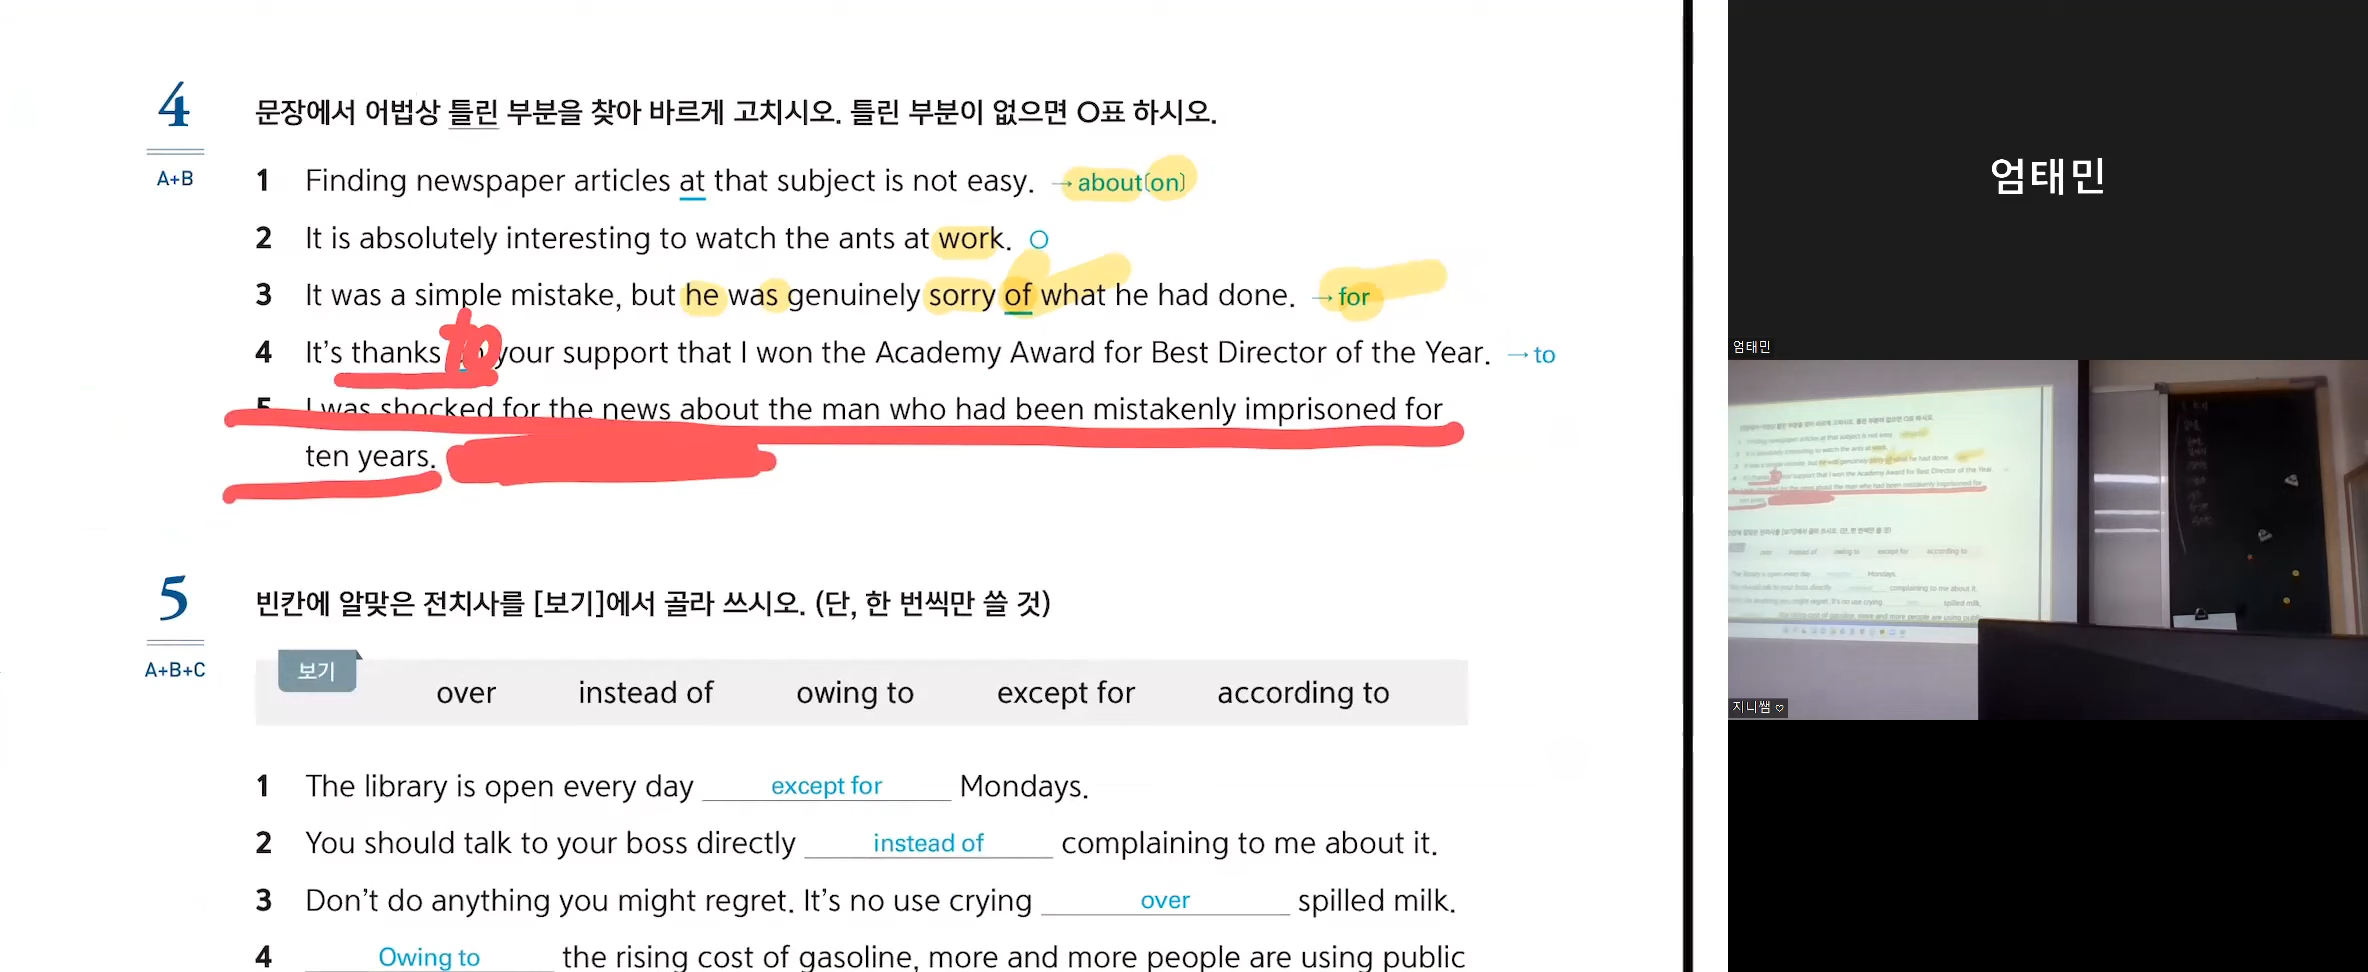 4
문장에서 어법상 틀린 부분을 찾아 바르게 고치시오. 틀린 부분이 없으면 O표 하시오.
A+B
1 Finding newspaper articles at that subject is not easy. → about(on)
2 It is absolutely interesting to watch the ants at work. O
3 It was a simple mistake, but he was genuinely sorry of what he had done. → for
to
4 It's thanks your support that I won the Academy Award for Best Director of the Year. → to
5 I was shocked for the news about the man who had been mistakenly imprisoned for
ten years.
5
빈칸에 알맞은 전치사를 [보기]에서 골라 쓰시오. (단, 한 번씩만 쓸 것)
A+B+C
보기
over instead of owing to except for according to
1 The library is open every day except for Mondays.
2 You should talk to your boss directly instead of complaining to me about it.
3 Don't do anything you might regret. It's no use crying over spilled milk.
4 Owing to the rising cost of gasoline, more and more people are using public
엄태민
엄태민
지니쌤 ♡